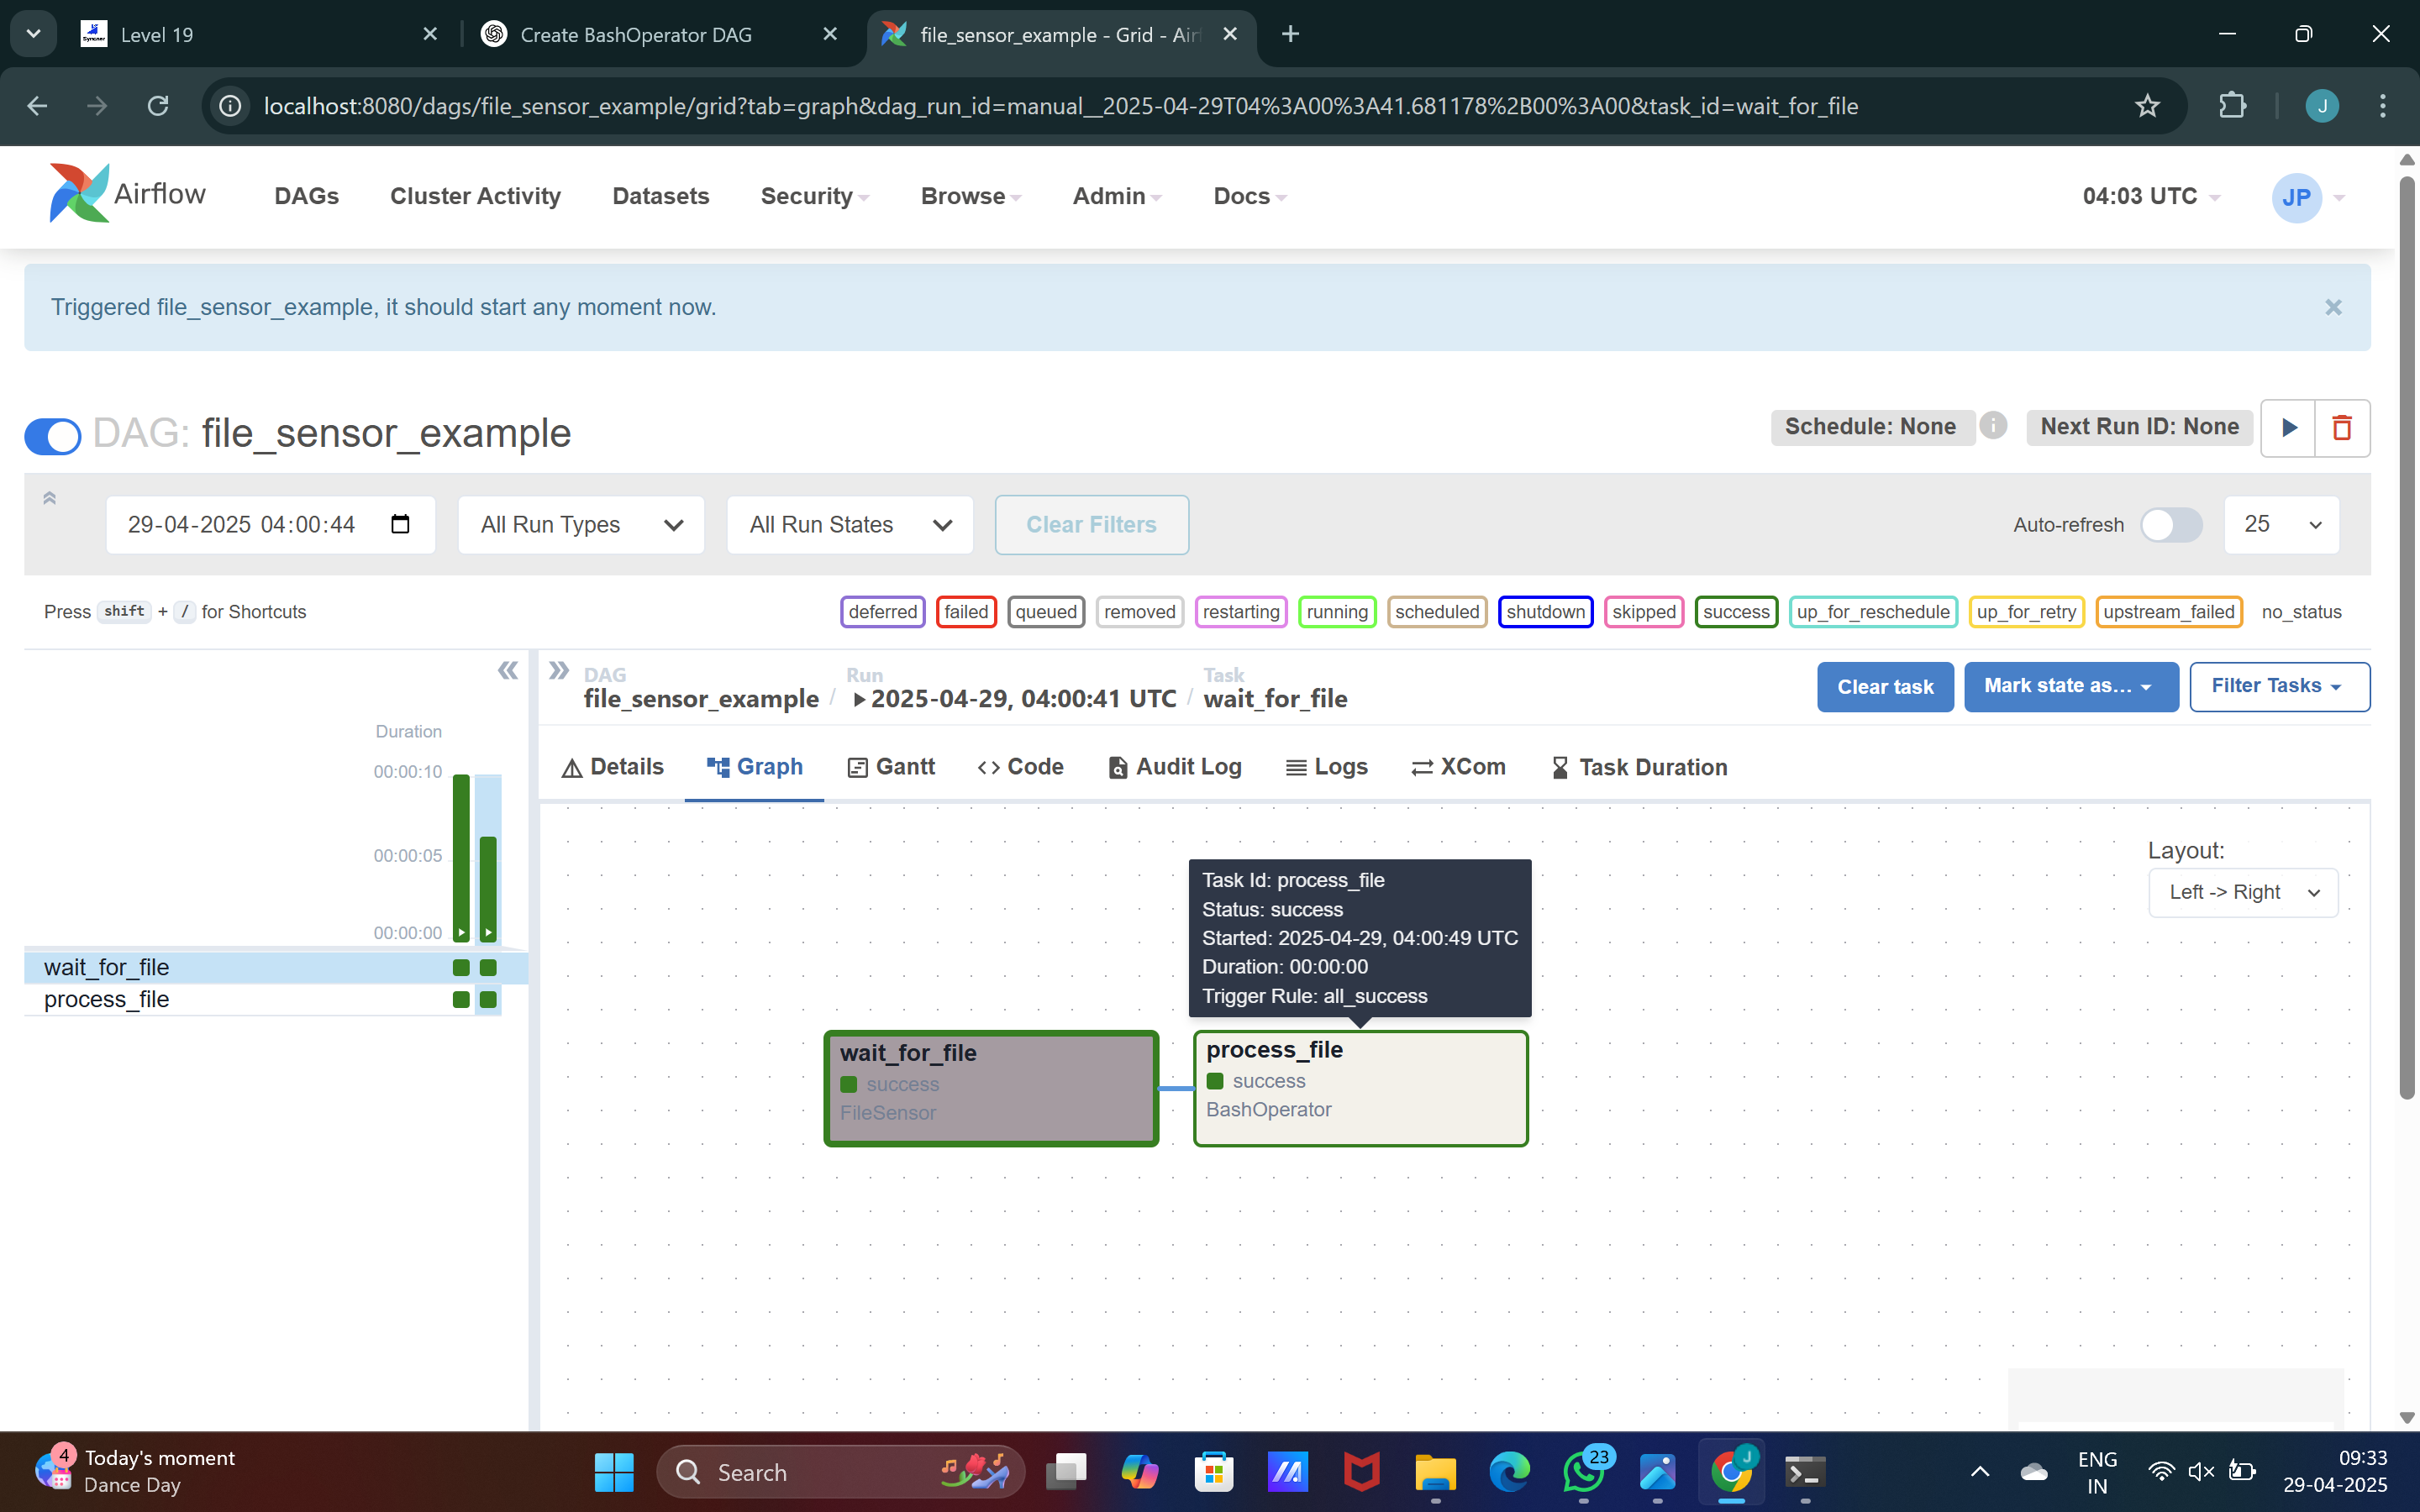 Level 19
Create BashOperator DAG
file_sensor_example - Grid - Air
localhost:8080/dags/file_sensor_example/grid?tab=graph&dag_run_id=manual__2025-04-29T04%3A00%3A41.681178%2B00%3A00&task_id=wait_for_file
J
Airflow
DAGs
Cluster Activity
Datasets
Security
Browse
Admin
Docs
04:03 UTC
JP
Triggered file_sensor_example, it should start any moment now.
DAG: file_sensor_example
Schedule: None
Next Run ID: None
29-04-2025 04:00:44
All Run Types
All Run States
Clear Filters
Auto-refresh
25
Press shift + / for Shortcuts
deferred
failed
queued
removed
restarting
running
scheduled
shutdown
skipped
success
up_for_reschedule
up_for_retry
upstream_failed
no_status
DAG
file_sensor_example
/
Run
2025-04-29, 04:00:41 UTC
/
Task
wait_for_file
Clear task
Mark state as...
Filter Tasks
Details
Graph
Gantt
Code
Audit Log
Logs
XCom
Task Duration
Duration
00:00:10
00:00:05
00:00:00
wait_for_file
process_file
Layout:
Left -> Right
Task Id: process_file
Status: success
Started: 2025-04-29, 04:00:49 UTC
Duration: 00:00:00
Trigger Rule: all_success
wait_for_file
success
FileSensor
process_file
success
BashOperator
4
Today's moment
Dance Day
Search
23
J
ENG
IN
09:33
29-04-2025